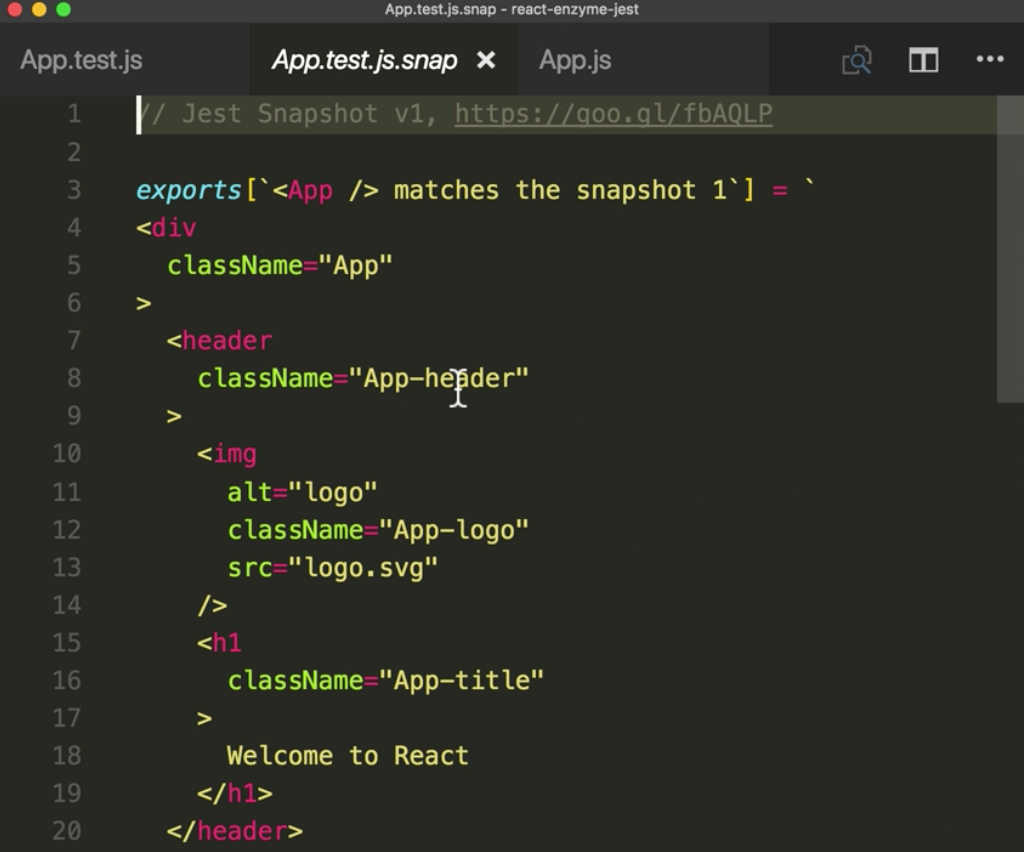 App.test.js.snap - react-enzyme-jest
App.test.js App.test.js.snap × App.js
1 // Jest Snapshot v1, https://goo.gl/fbAQLP
2
3 exports[`<App /> matches the snapshot 1`] = `
4 <div
5   className="App"
6 >
7   <header
8     className="App-header"
9   >
10     <img
11       alt="logo"
12       className="App-logo"
13       src="logo.svg"
14     />
15     <h1
16       className="App-title"
17     >
18       Welcome to React
19     </h1>
20   </header>